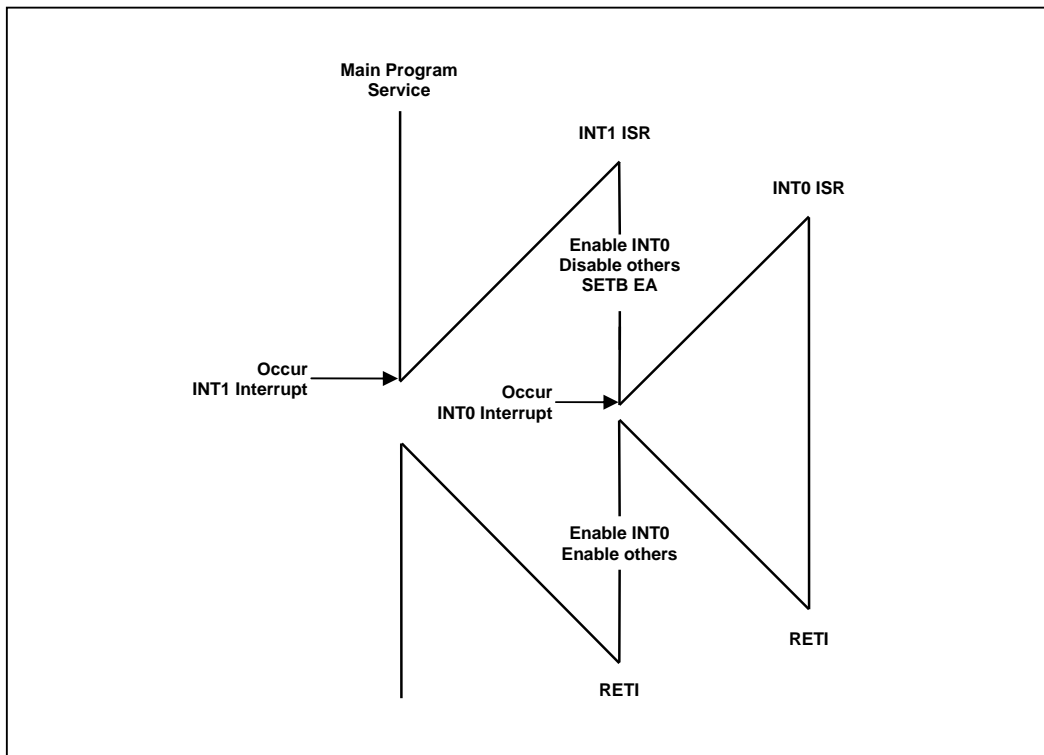 Main Program
Service
INT1 ISR
INT0 ISR
Enable INT0
Disable others
SETB EA
Occur
INT1 Interrupt
Occur
INT0 Interrupt
Enable INT0
Enable others
RETI
RETI